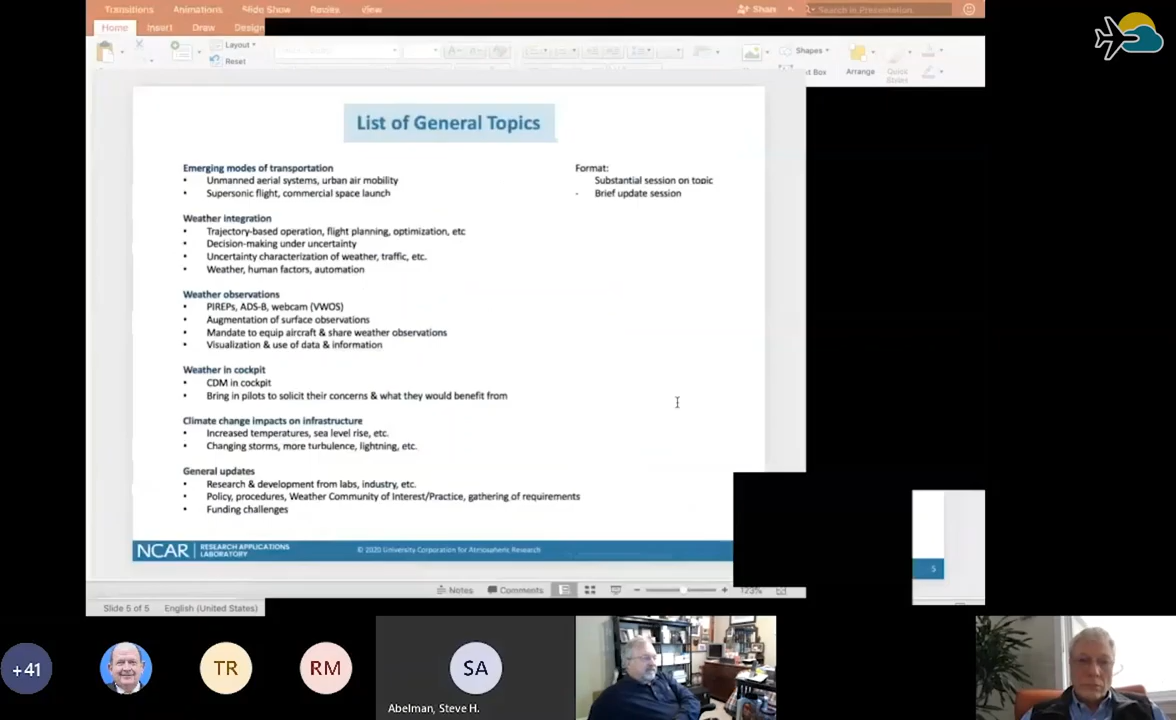 Transitions Animations Slide Show Review View
Share
Search in Presentation
Home Insert Draw Design
Layout
Reset
Shapes
Box
Arrange
Quick
Styles
List of General Topics
Emerging modes of transportation
• Unmanned aerial systems, urban air mobility
• Supersonic flight, commercial space launch
Format:
Substantial session on topic
- Brief update session
Weather integration
• Trajectory-based operation, flight planning, optimization, etc
• Decision-making under uncertainty
• Uncertainty characterization of weather, traffic, etc.
• Weather, human factors, automation
Weather observations
• PIREPs, ADS-B, webcam (VWOS)
• Augmentation of surface observations
• Mandate to equip aircraft & share weather observations
• Visualization & use of data & information
Weather in cockpit
• CDM in cockpit
• Bring in pilots to solicit their concerns & what they would benefit from
Climate change impacts on infrastructure
• Increased temperatures, sea level rise, etc.
• Changing storms, more turbulence, lightning, etc.
General updates
• Research & development from labs, industry, etc.
• Policy, procedures, Weather Community of Interest/Practice, gathering of requirements
• Funding challenges
NCAR RESEARCH APPLICATIONS
LABORATORY
© 2020 University Corporation for Atmospheric Research
5
Notes Comments
123%
Slide 5 of 5 English (United States)
+41
TR
RM
SA
Abelman, Steve H.